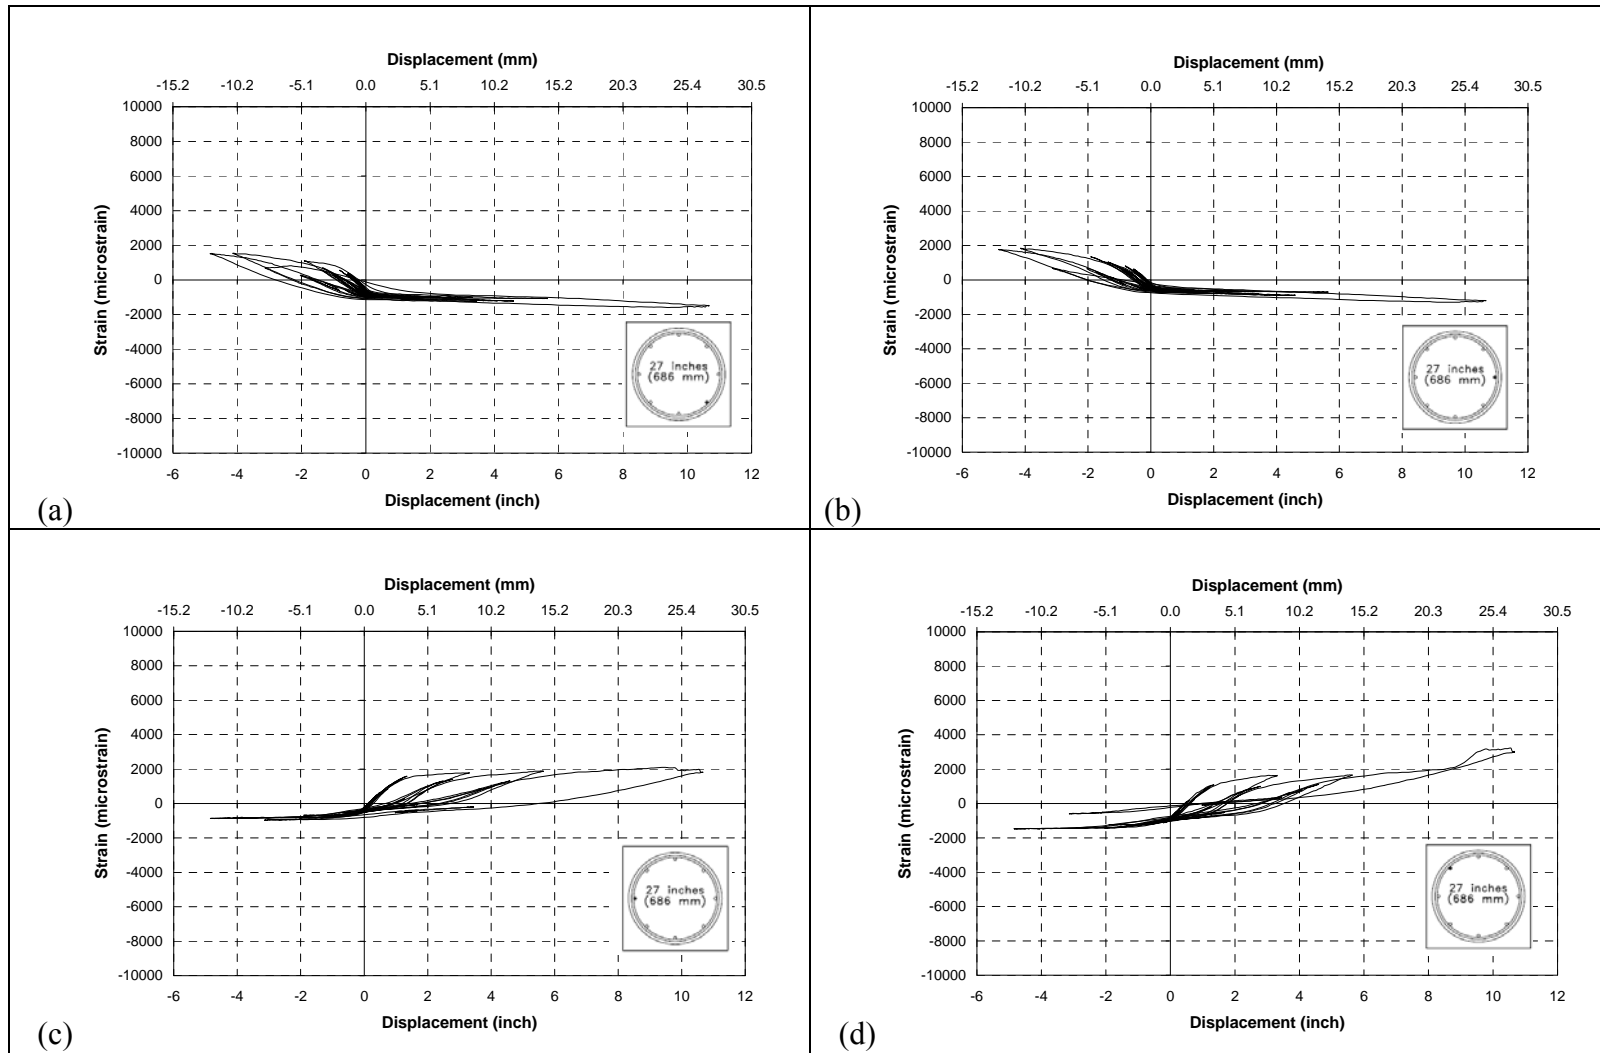 Displacement (mm)
-15.2 -10.2 -5.1 0.0 5.1 10.2 15.2 20.3 25.4 30.5
10000
8000
6000
4000
2000
0
-2000
-4000
-6000
-8000
-10000
Strain (microstrain)
27 inches
(686 mm)
-6 -4 -2 0 2 4 6 8 10 12
Displacement (inch)
(a)
Displacement (mm)
-15.2 -10.2 -5.1 0.0 5.1 10.2 15.2 20.3 25.4 30.5
10000
8000
6000
4000
2000
0
-2000
-4000
-6000
-8000
-10000
Strain (microstrain)
27 inches
(686 mm)
-6 -4 -2 0 2 4 6 8 10 12
Displacement (inch)
(b)
Displacement (mm)
-15.2 -10.2 -5.1 0.0 5.1 10.2 15.2 20.3 25.4 30.5
10000
8000
6000
4000
2000
0
-2000
-4000
-6000
-8000
-10000
Strain (microstrain)
27 inches
(686 mm)
-6 -4 -2 0 2 4 6 8 10 12
Displacement (inch)
(c)
Displacement (mm)
-15.2 -10.2 -5.1 0.0 5.1 10.2 15.2 20.3 25.4 30.5
10000
8000
6000
4000
2000
0
-2000
-4000
-6000
-8000
-10000
Strain (microstrain)
27 inches
(686 mm)
-6 -4 -2 0 2 4 6 8 10 12
Displacement (inch)
(d)